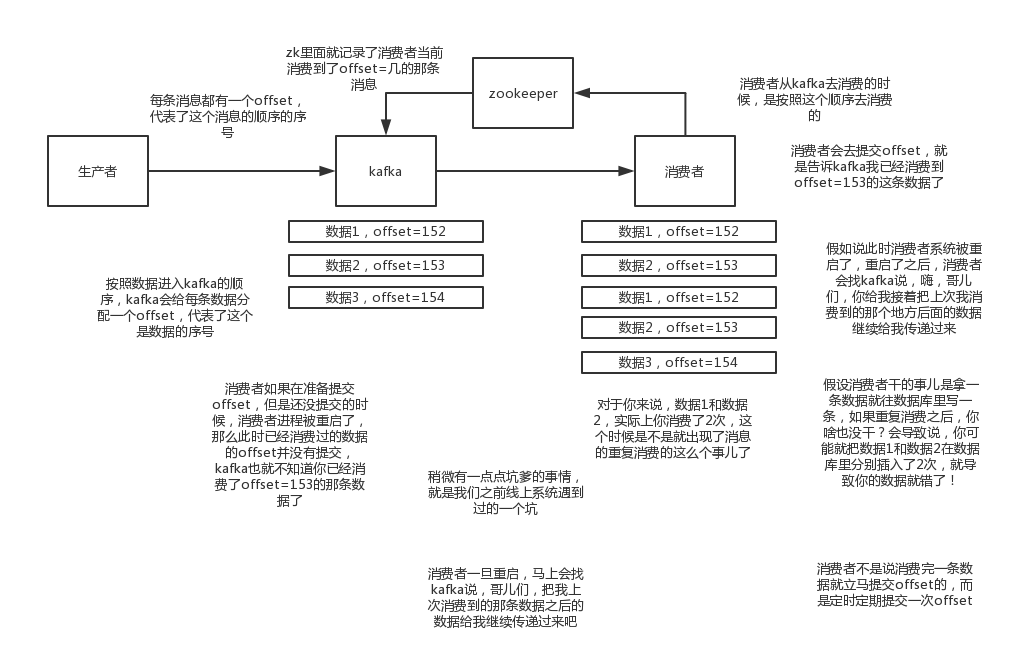 zk里面就记录了消费者当前
消费到了offset=几的那条
消息
zookeeper
消费者从kafka去消费的时
候，是按照这个顺序去消费
的
每条消息都有一个offset，
代表了这个消息的顺序的序
号
生产者
kafka
消费者
消费者会去提交offset，就
是告诉kafka我已经消费到
offset=153的这条数据了
数据1，offset=152
数据2，offset=153
数据3，offset=154
数据1，offset=152
数据2，offset=153
数据1，offset=152
数据2，offset=153
数据3，offset=154
按照数据进入kafka的顺
序，kafka会给每条数据分
配一个offset，代表了这个
是数据的序号
假如说此时消费者系统被重
启了，重启了之后，消费者
会找kafka说，嗨，哥儿
们，你给我接着把上次我消
费到的那个地方后面的数据
继续给我传递过来
消费者如果在准备提交
offset，但是还没提交的时
候，消费者进程被重启了，
那么此时已经消费过的数据
的offset并没有提交，
kafka也就不知道你已经消
费了offset=153的那条数
据了
对于你来说，数据1和数据
2，实际上你消费了2次，这
个时候是不是就出现了消息
的重复消费的这么个事儿了
假设消费者干的事儿是拿一
条数据就往数据库里写一
条，如果重复消费之后，你
啥也没干？会导致说，你可
能就把数据1和数据2在数据
库里分别插入了2次，就导
致你的数据就错了！
稍微有一点点坑爹的事情，
就是我们之前线上系统遇到
过的一个坑
消费者一旦重启，马上会找
kafka说，哥儿们，把我上
次消费到的那条数据之后的
数据给我继续传递过来吧
消费者不是说消费完一条数
据就立马提交offset的，而
是定时定期提交一次offset